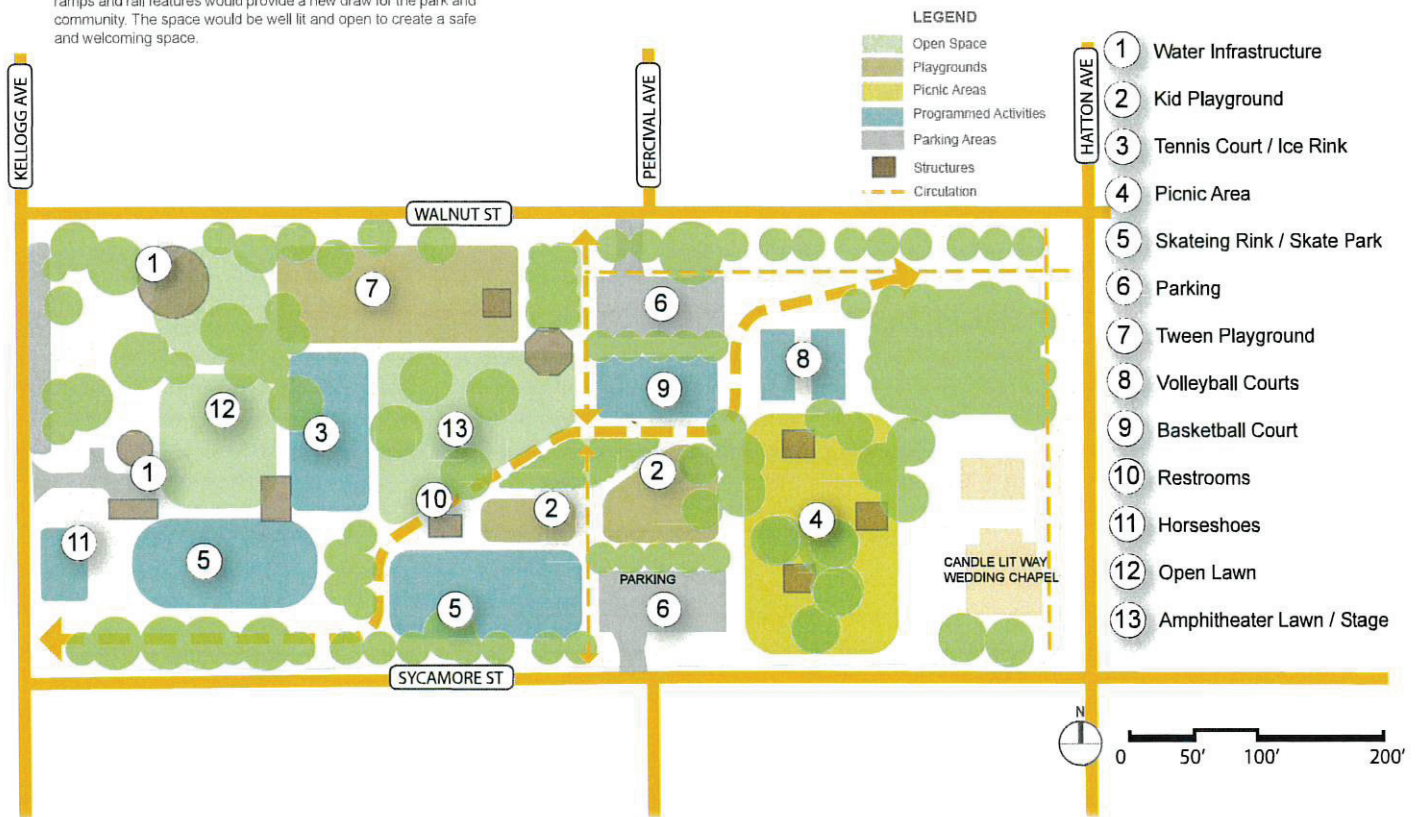 ramps and rail features would provide a new draw for the park and
community. The space would be well lit and open to create a safe
and welcoming space.
LEGEND
Open Space
Playgrounds
Picnic Areas
Programmed Activities
Parking Areas
Structures
Circulation
KELLOGG AVE
PERCIVAL AVE
HATTON AVE
WALNUT ST
SYCAMORE ST
1 Water Infrastructure
2 Kid Playground
3 Tennis Court / Ice Rink
4 Picnic Area
5 Skateing Rink / Skate Park
6 Parking
7 Tween Playground
8 Volleyball Courts
9 Basketball Court
10 Restrooms
11 Horseshoes
12 Open Lawn
13 Amphitheater Lawn / Stage
1
7
6
8
9
12
3
13
2
1
10
2
4
11
5
5
PARKING
6
CANDLE LIT WAY
WEDDING CHAPEL
N
0 50' 100' 200'